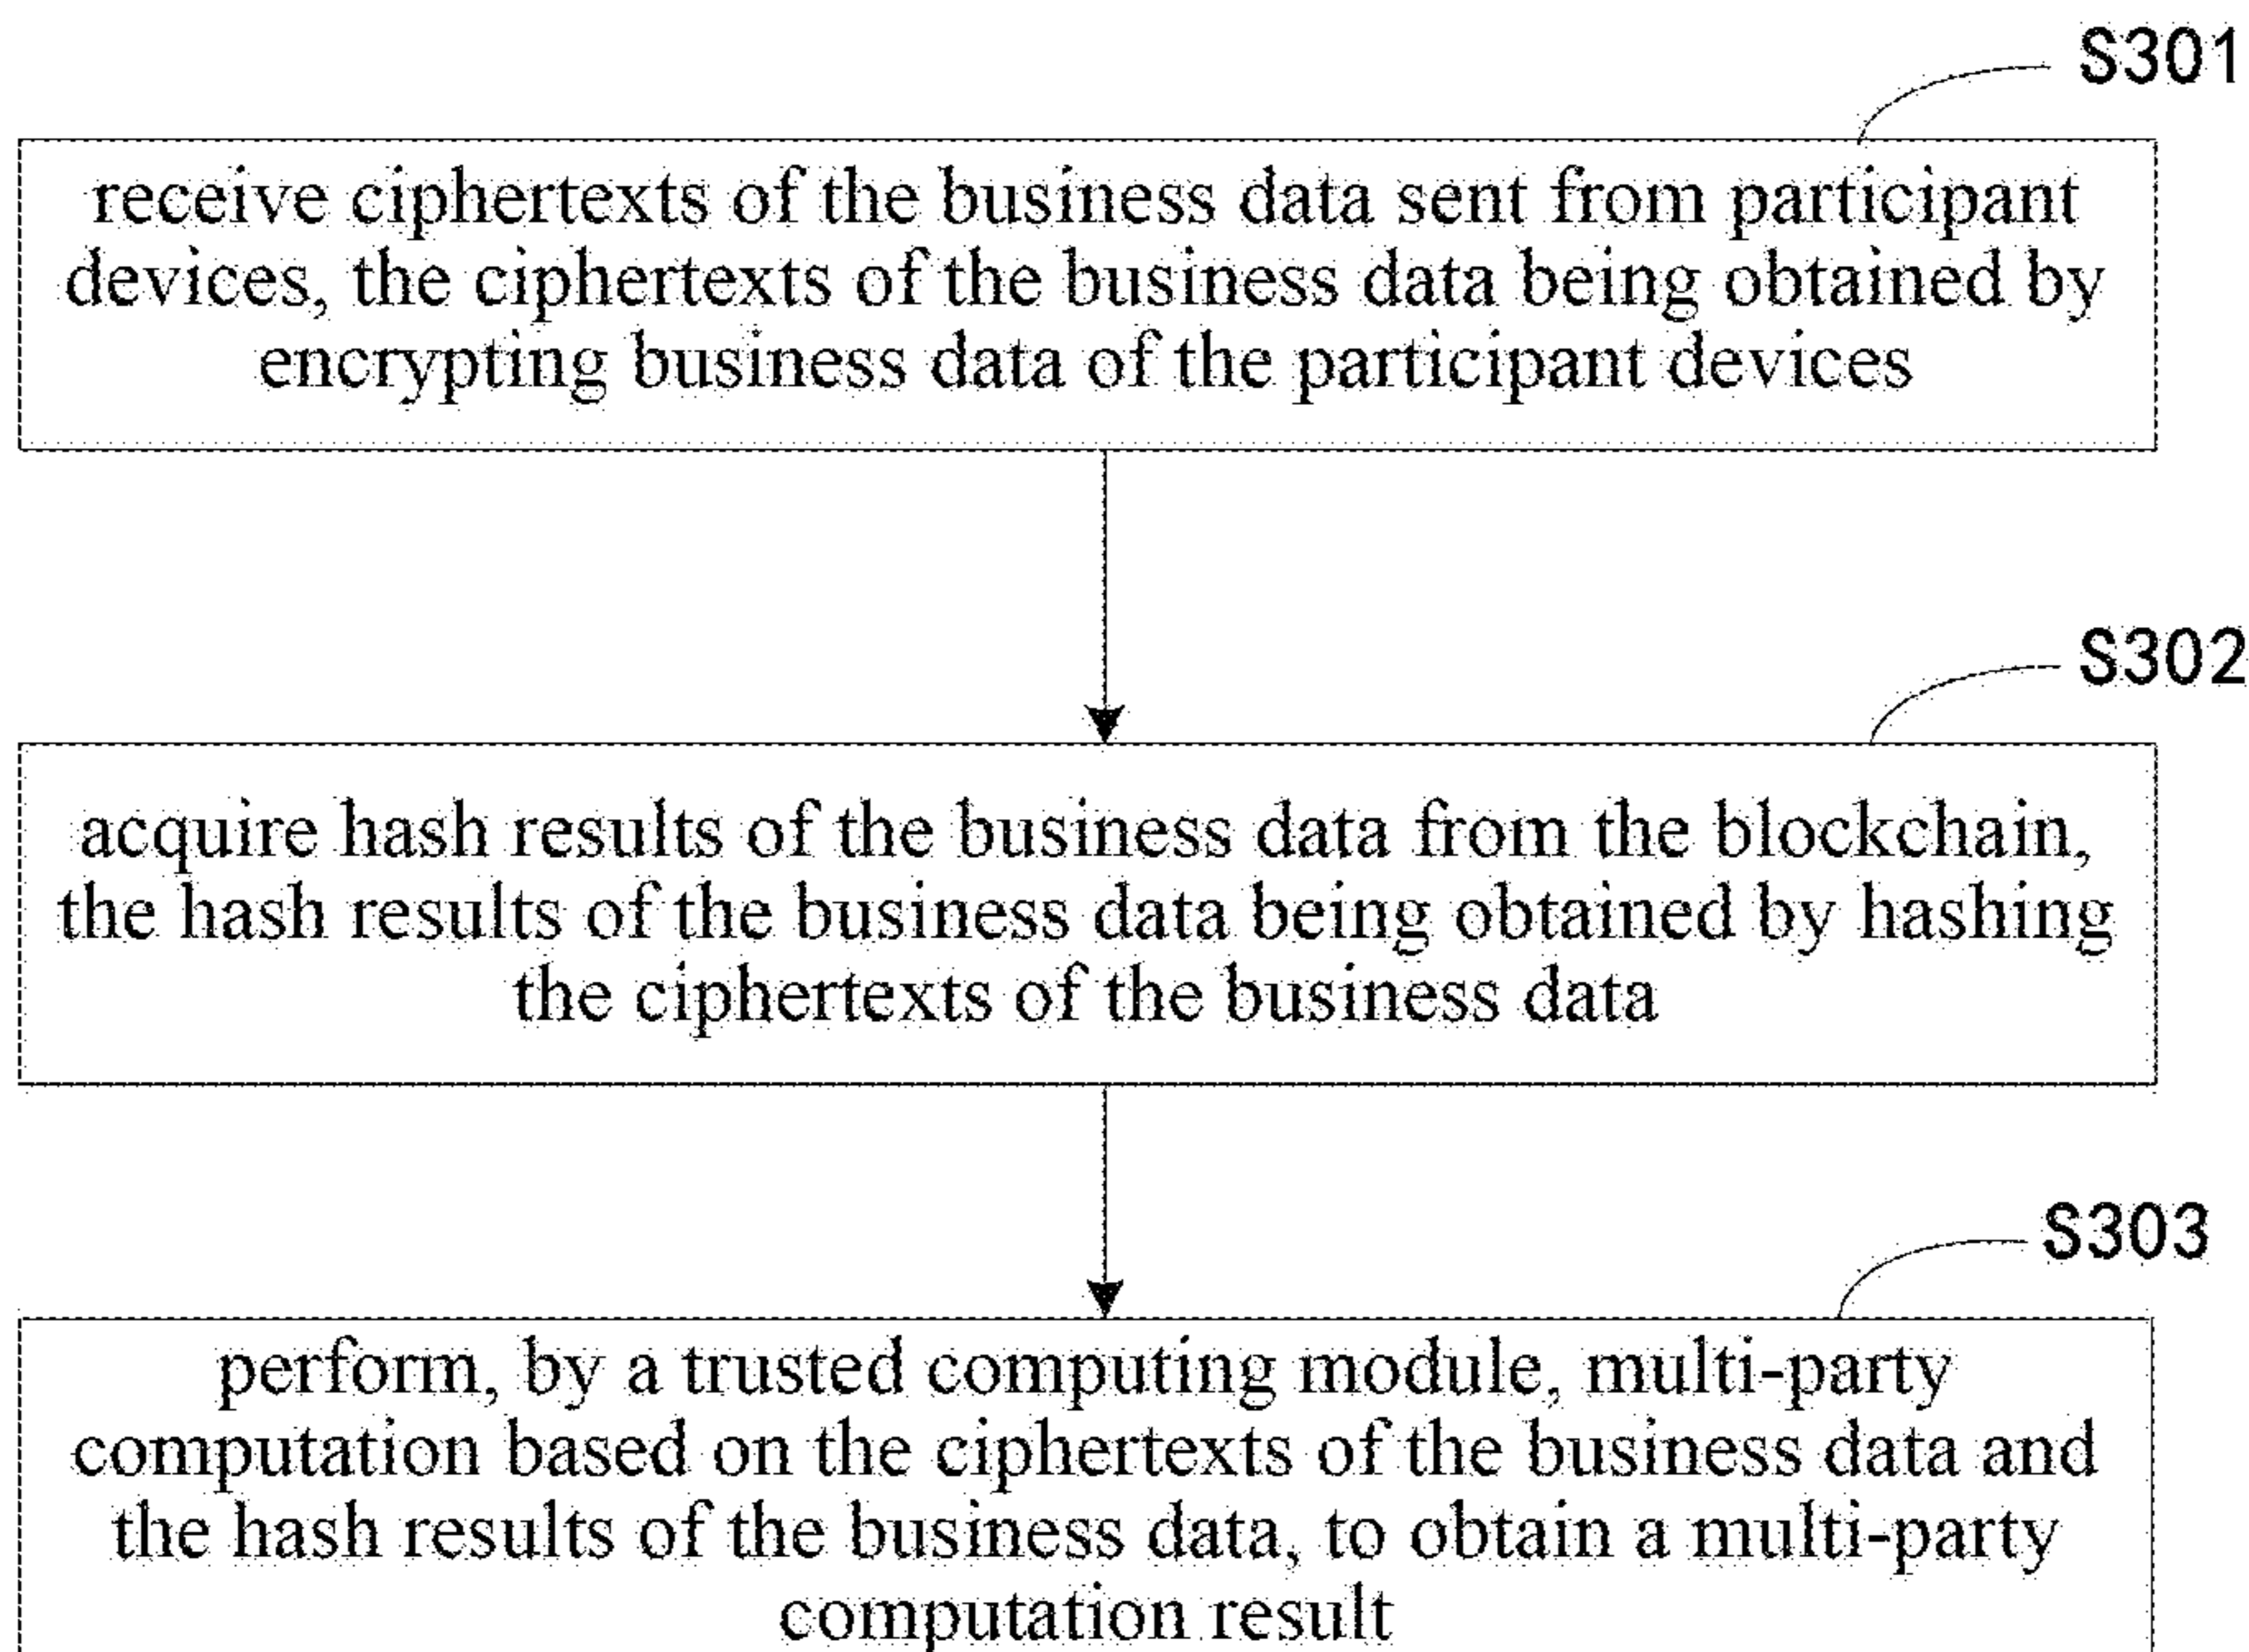 S301
receive ciphertexts of the business data sent from participant
devices, the ciphertexts of the business data being obtained by
encrypting business data of the participant devices
S302
acquire hash results of the business data from the blockchain,
the hash results of the business data being obtained by hashing
the ciphertexts of the business data
S303
perform, by a trusted computing module, multi-party
computation based on the ciphertexts of the business data and
the hash results of the business data, to obtain a multi-party
computation result